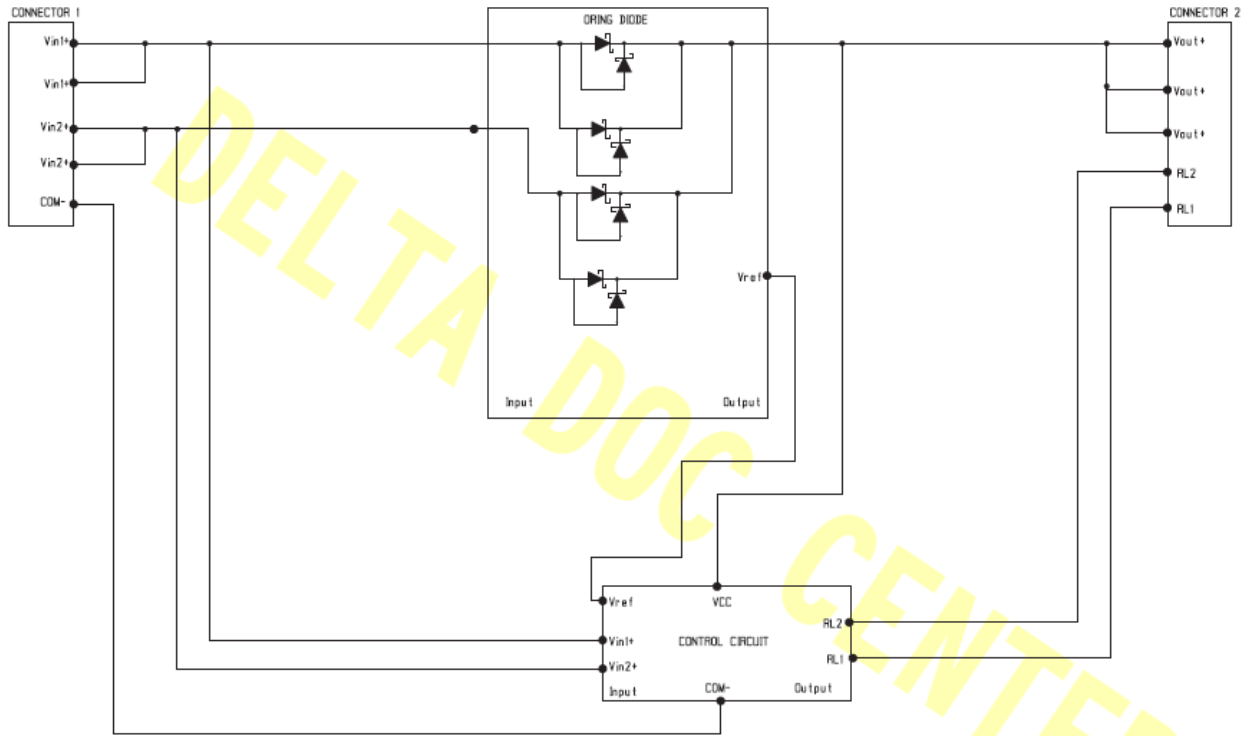 CONNECTOR 1
ORING DIODE
CONNECTOR 2
Vin1+
Vin1+
Vin2+
Vin2+
COM-
Vout+
Vout+
Vout+
RL2
RL1
Vref
Input
Output
Vref
VCC
RL2
Vin1+
CONTROL CIRCUIT
RL1
Vin2+
Input
COM-
Output
DELTA DOC CENTER